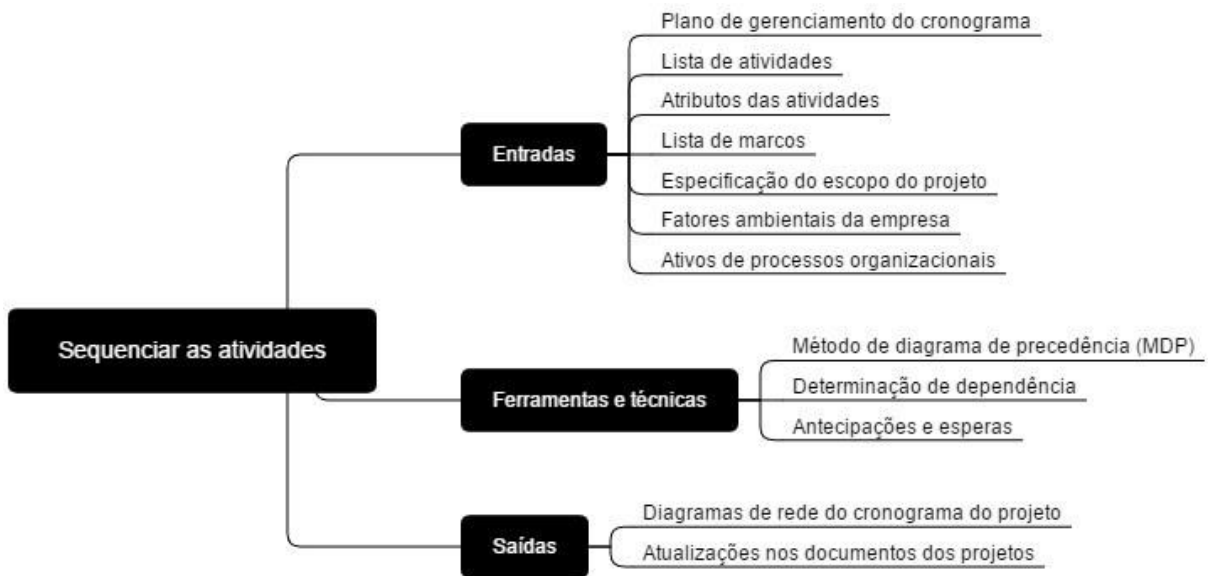 Sequenciar as atividades
Entradas
Plano de gerenciamento do cronograma
Lista de atividades
Atributos das atividades
Lista de marcos
Especificação do escopo do projeto
Fatores ambientais da empresa
Ativos de processos organizacionais
Ferramentas e técnicas
Método de diagrama de precedência (MDP)
Determinação de dependência
Antecipações e esperas
Saídas
Diagramas de rede do cronograma do projeto
Atualizações nos documentos dos projetos